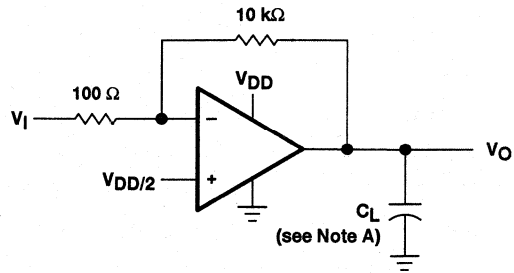 10 kΩ
VDD
100 Ω
VI
−
VDD/2
+
VO
CL
(see Note A)